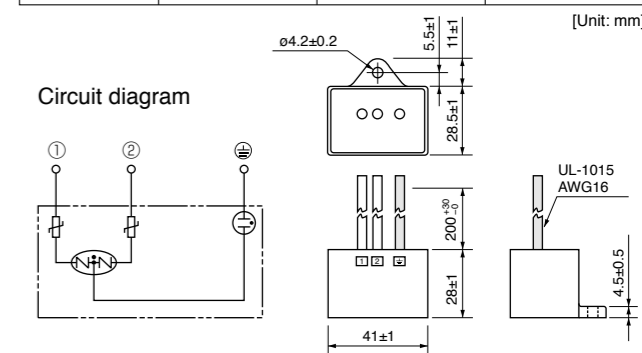 [Unit: mm]
ø4.2±0.2
5.5±1
11±1
28.5±1
Circuit diagram
①
②
UL-1015
AWG16
200 +30 −0
1
2
28±1
4.5±0.5
41±1